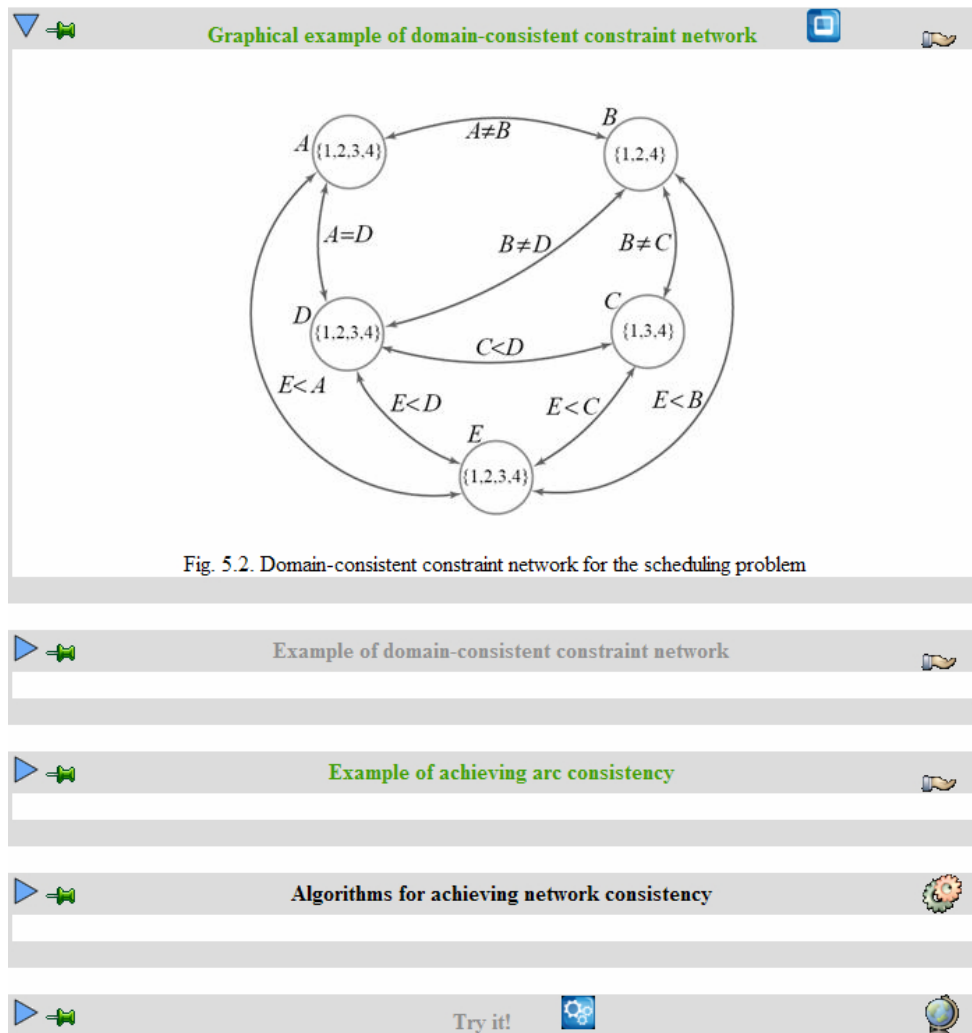 Graphical example of domain-consistent constraint network
A {1,2,3,4}
A≠B
B
{1,2,4}
A=D
B≠D
B≠C
D
{1,2,3,4}
C<D
C
{1,3,4}
E<A
E<D
E<C
E<B
E
{1,2,3,4}
Fig. 5.2. Domain-consistent constraint network for the scheduling problem
Example of domain-consistent constraint network
Example of achieving arc consistency
Algorithms for achieving network consistency
Try it!